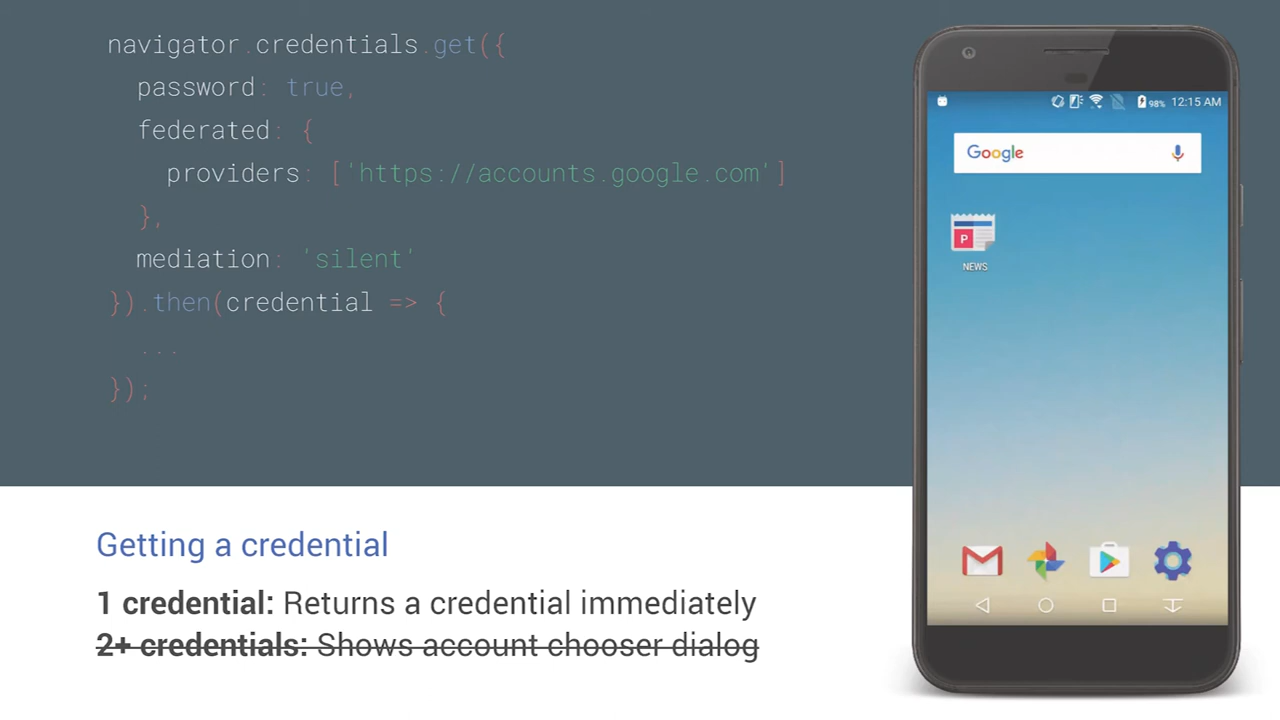 navigator.credentials.get({
password: true,
federated: {
providers: ['https://accounts.google.com']
},
mediation: 'silent'
}).then(credential => {
...
});
Getting a credential
1 credential: Returns a credential immediately
2+ credentials: Shows account chooser dialog
98% 12:15 AM
Google
P
NEWS